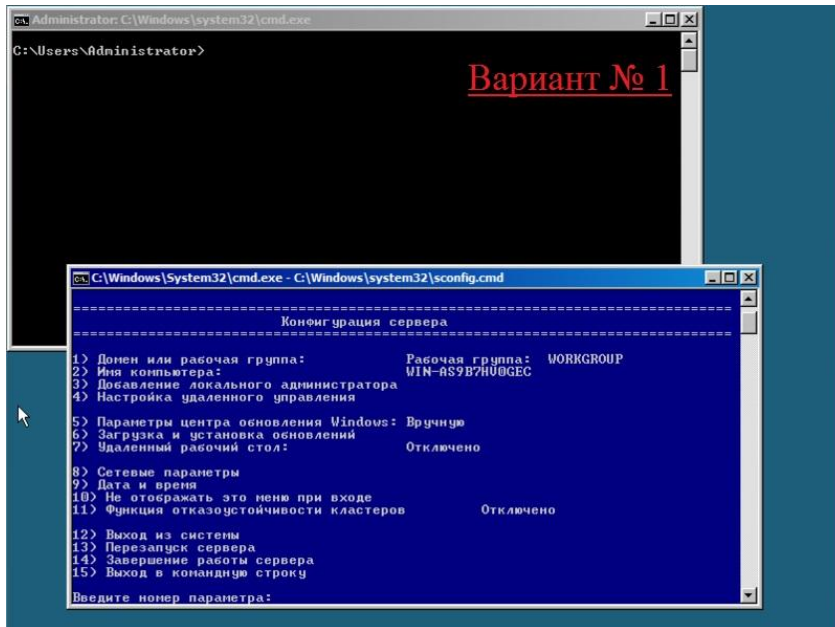 Administrator: C:\Windows\system32\cmd.exe
C:\Users\Administrator>
Вариант № 1
C:\Windows\System32\cmd.exe - C:\Windows\system32\sconfig.cmd
===============================================================================
Конфигурация сервера
===============================================================================
1) Домен или рабочая группа: Рабочая группа: WORKGROUP
2) Имя компьютера: WIN-AS9B7HV0GEC
3) Добавление локального администратора
4) Настройка удаленного управления
5) Параметры центра обновления Windows: Вручную
6) Загрузка и установка обновлений
7) Удаленный рабочий стол: Отключено
8) Сетевые параметры
9) Дата и время
10) Не отображать это меню при входе
11) Функция отказоустойчивости кластеров Отключено
12) Выход из системы
13) Перезапуск сервера
14) Завершение работы сервера
15) Выход в командную строку
Введите номер параметра: